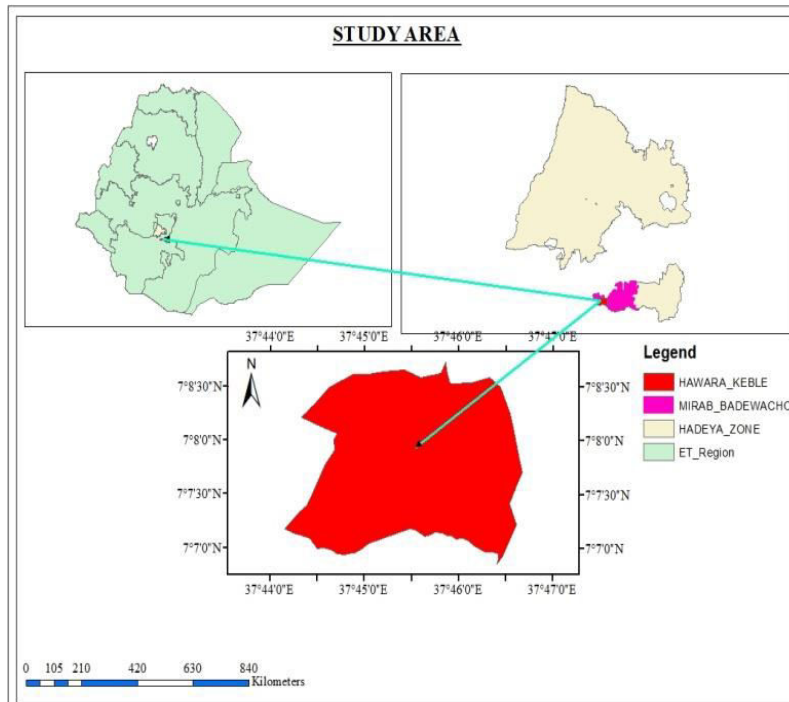 STUDY AREA
37°44'0"E 37°45'0"E 37°46'0"E 37°47'0"E
N
7°8'30"N 7°8'30"N
7°8'0"N 7°8'0"N
7°7'30"N 7°7'30"N
7°7'0"N 7°7'0"N
37°44'0"E 37°45'0"E 37°46'0"E 37°47'0"E
Legend
HAWARA_KEBLE
MIRAB_BADEWACHO
HADEYA_ZONE
ET_Region
0 105 210 420 630 840
Kilometers